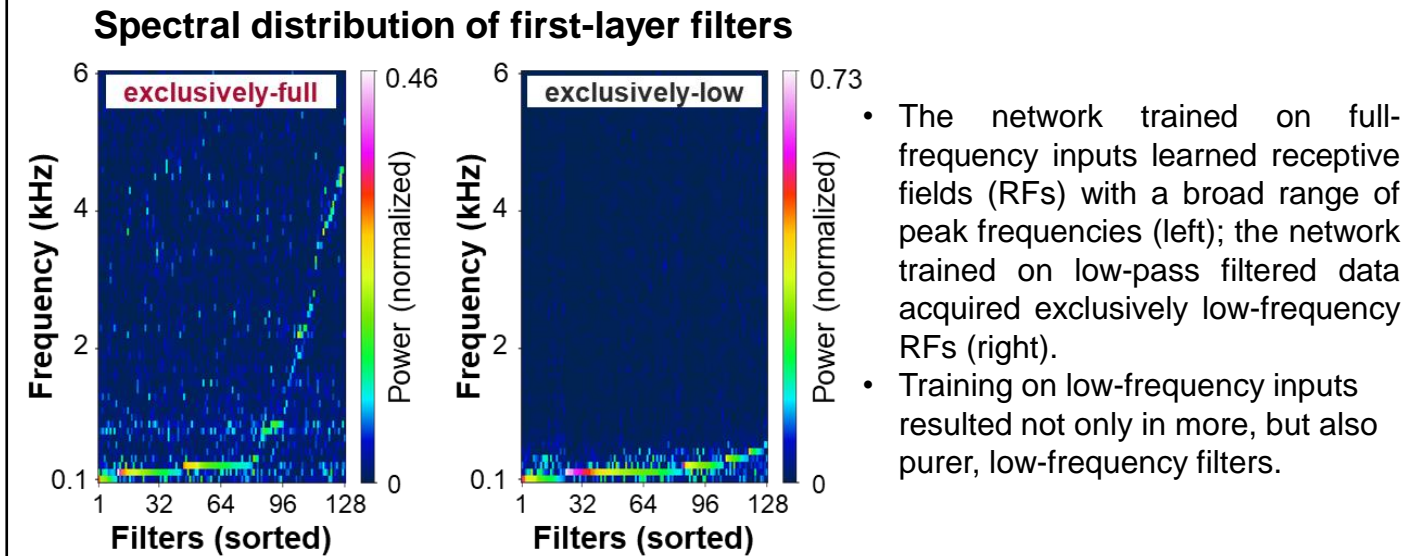 Spectral distribution of first-layer filters
6
4
2
0.1
Frequency (kHz)
exclusively-full
1 32 64 96 128
Filters (sorted)
0.46
0
Power (normalized)
6
4
2
0.1
Frequency (kHz)
exclusively-low
1 32 64 96 128
Filters (sorted)
0.73
0
Power (normalized)
• The network trained on full-
frequency inputs learned receptive
fields (RFs) with a broad range of
peak frequencies (left); the network
trained on low-pass filtered data
acquired exclusively low-frequency
RFs (right).
• Training on low-frequency inputs
resulted not only in more, but also
purer, low-frequency filters.